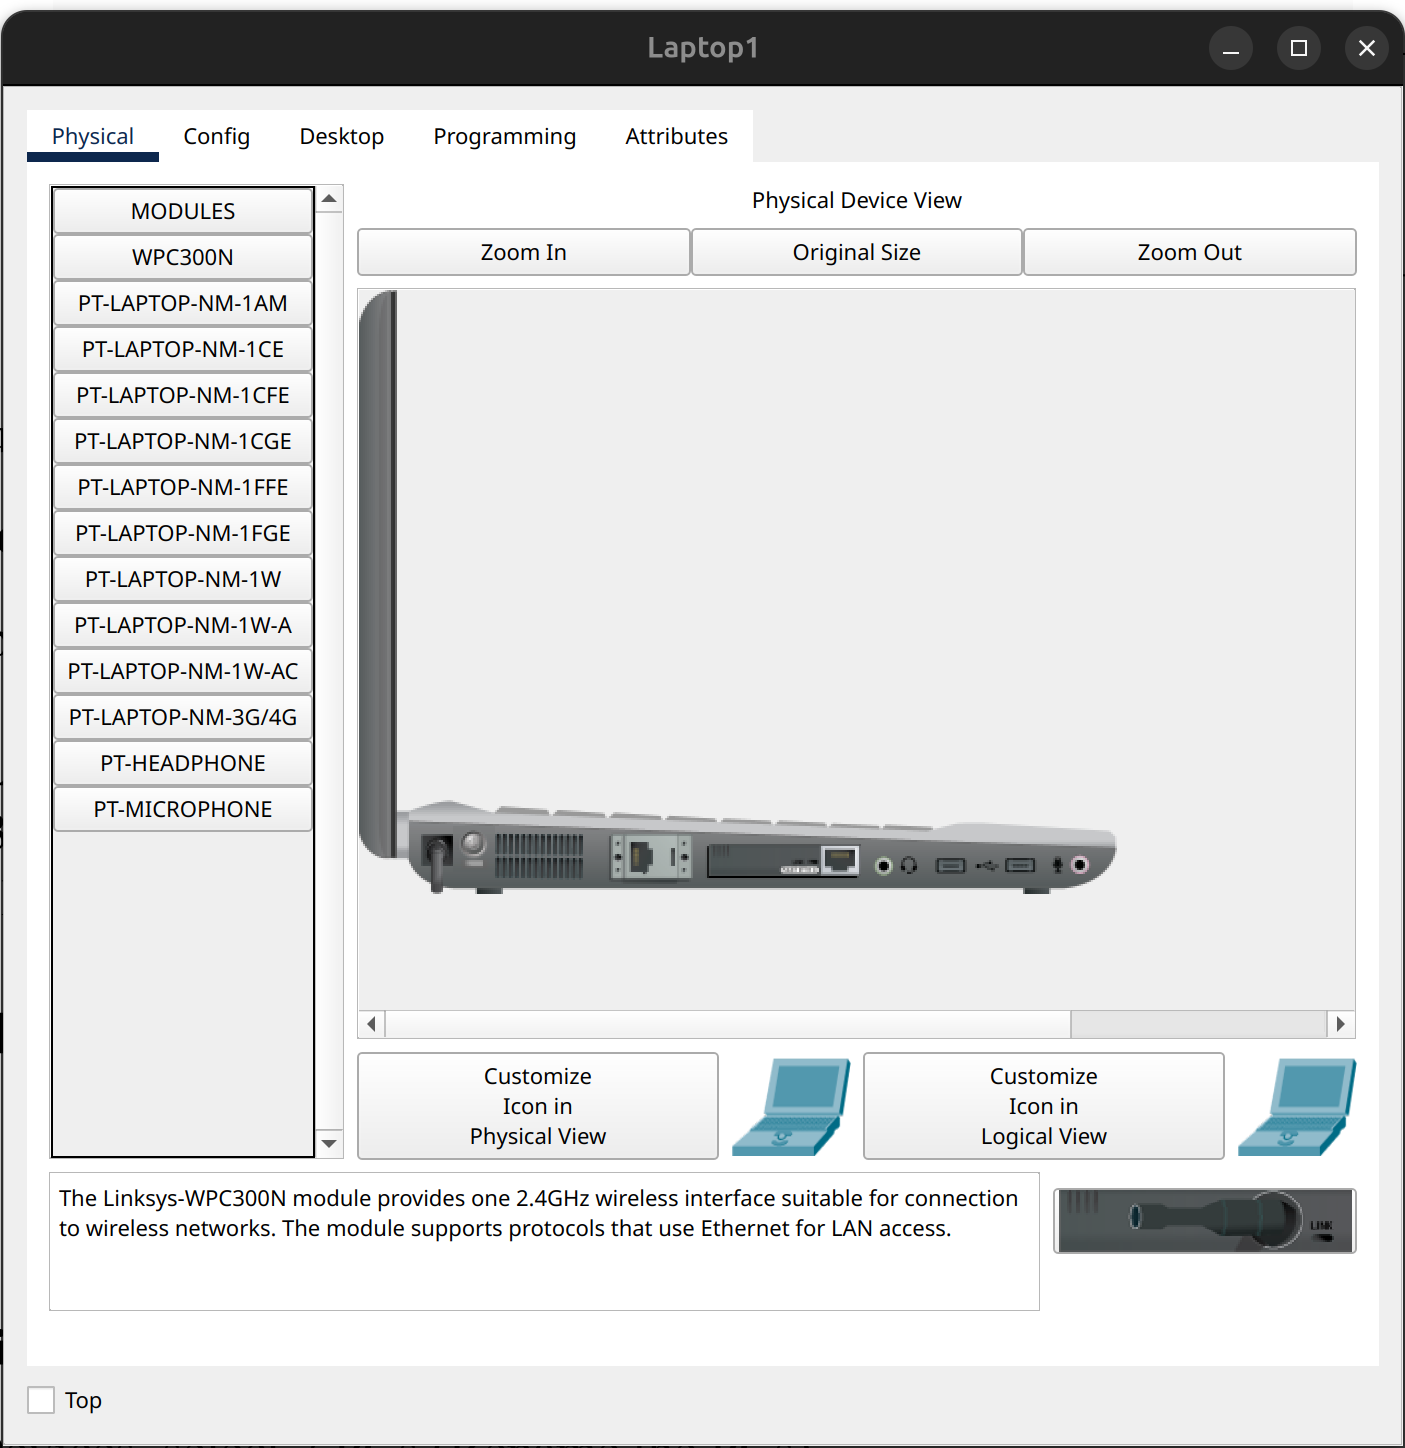 Laptop1
Physical
Config
Desktop
Programming
Attributes
MODULES
WPC300N
PT-LAPTOP-NM-1AM
PT-LAPTOP-NM-1CE
PT-LAPTOP-NM-1CFE
PT-LAPTOP-NM-1CGE
PT-LAPTOP-NM-1FFE
PT-LAPTOP-NM-1FGE
PT-LAPTOP-NM-1W
PT-LAPTOP-NM-1W-A
PT-LAPTOP-NM-1W-AC
PT-LAPTOP-NM-3G/4G
PT-HEADPHONE
PT-MICROPHONE
Physical Device View
Zoom In
Original Size
Zoom Out
Customize
Icon in
Physical View
Customize
Icon in
Logical View
The Linksys-WPC300N module provides one 2.4GHz wireless interface suitable for connection
to wireless networks. The module supports protocols that use Ethernet for LAN access.
LINK
Top